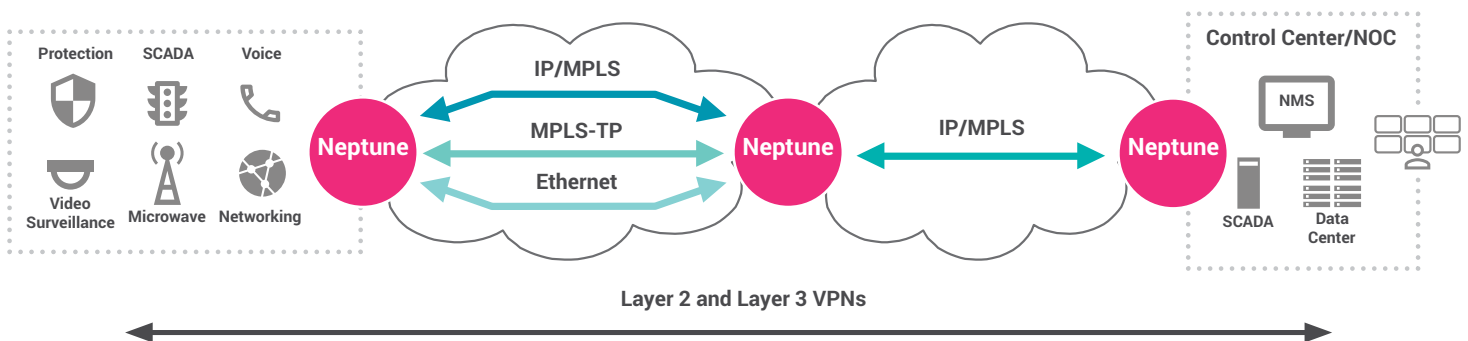 Protection
SCADA
Voice
Video
Surveillance
Microwave
Networking
Neptune
IP/MPLS
MPLS-TP
Ethernet
Neptune
IP/MPLS
Neptune
Control Center/NOC
NMS
SCADA
Data
Center
Layer 2 and Layer 3 VPNs